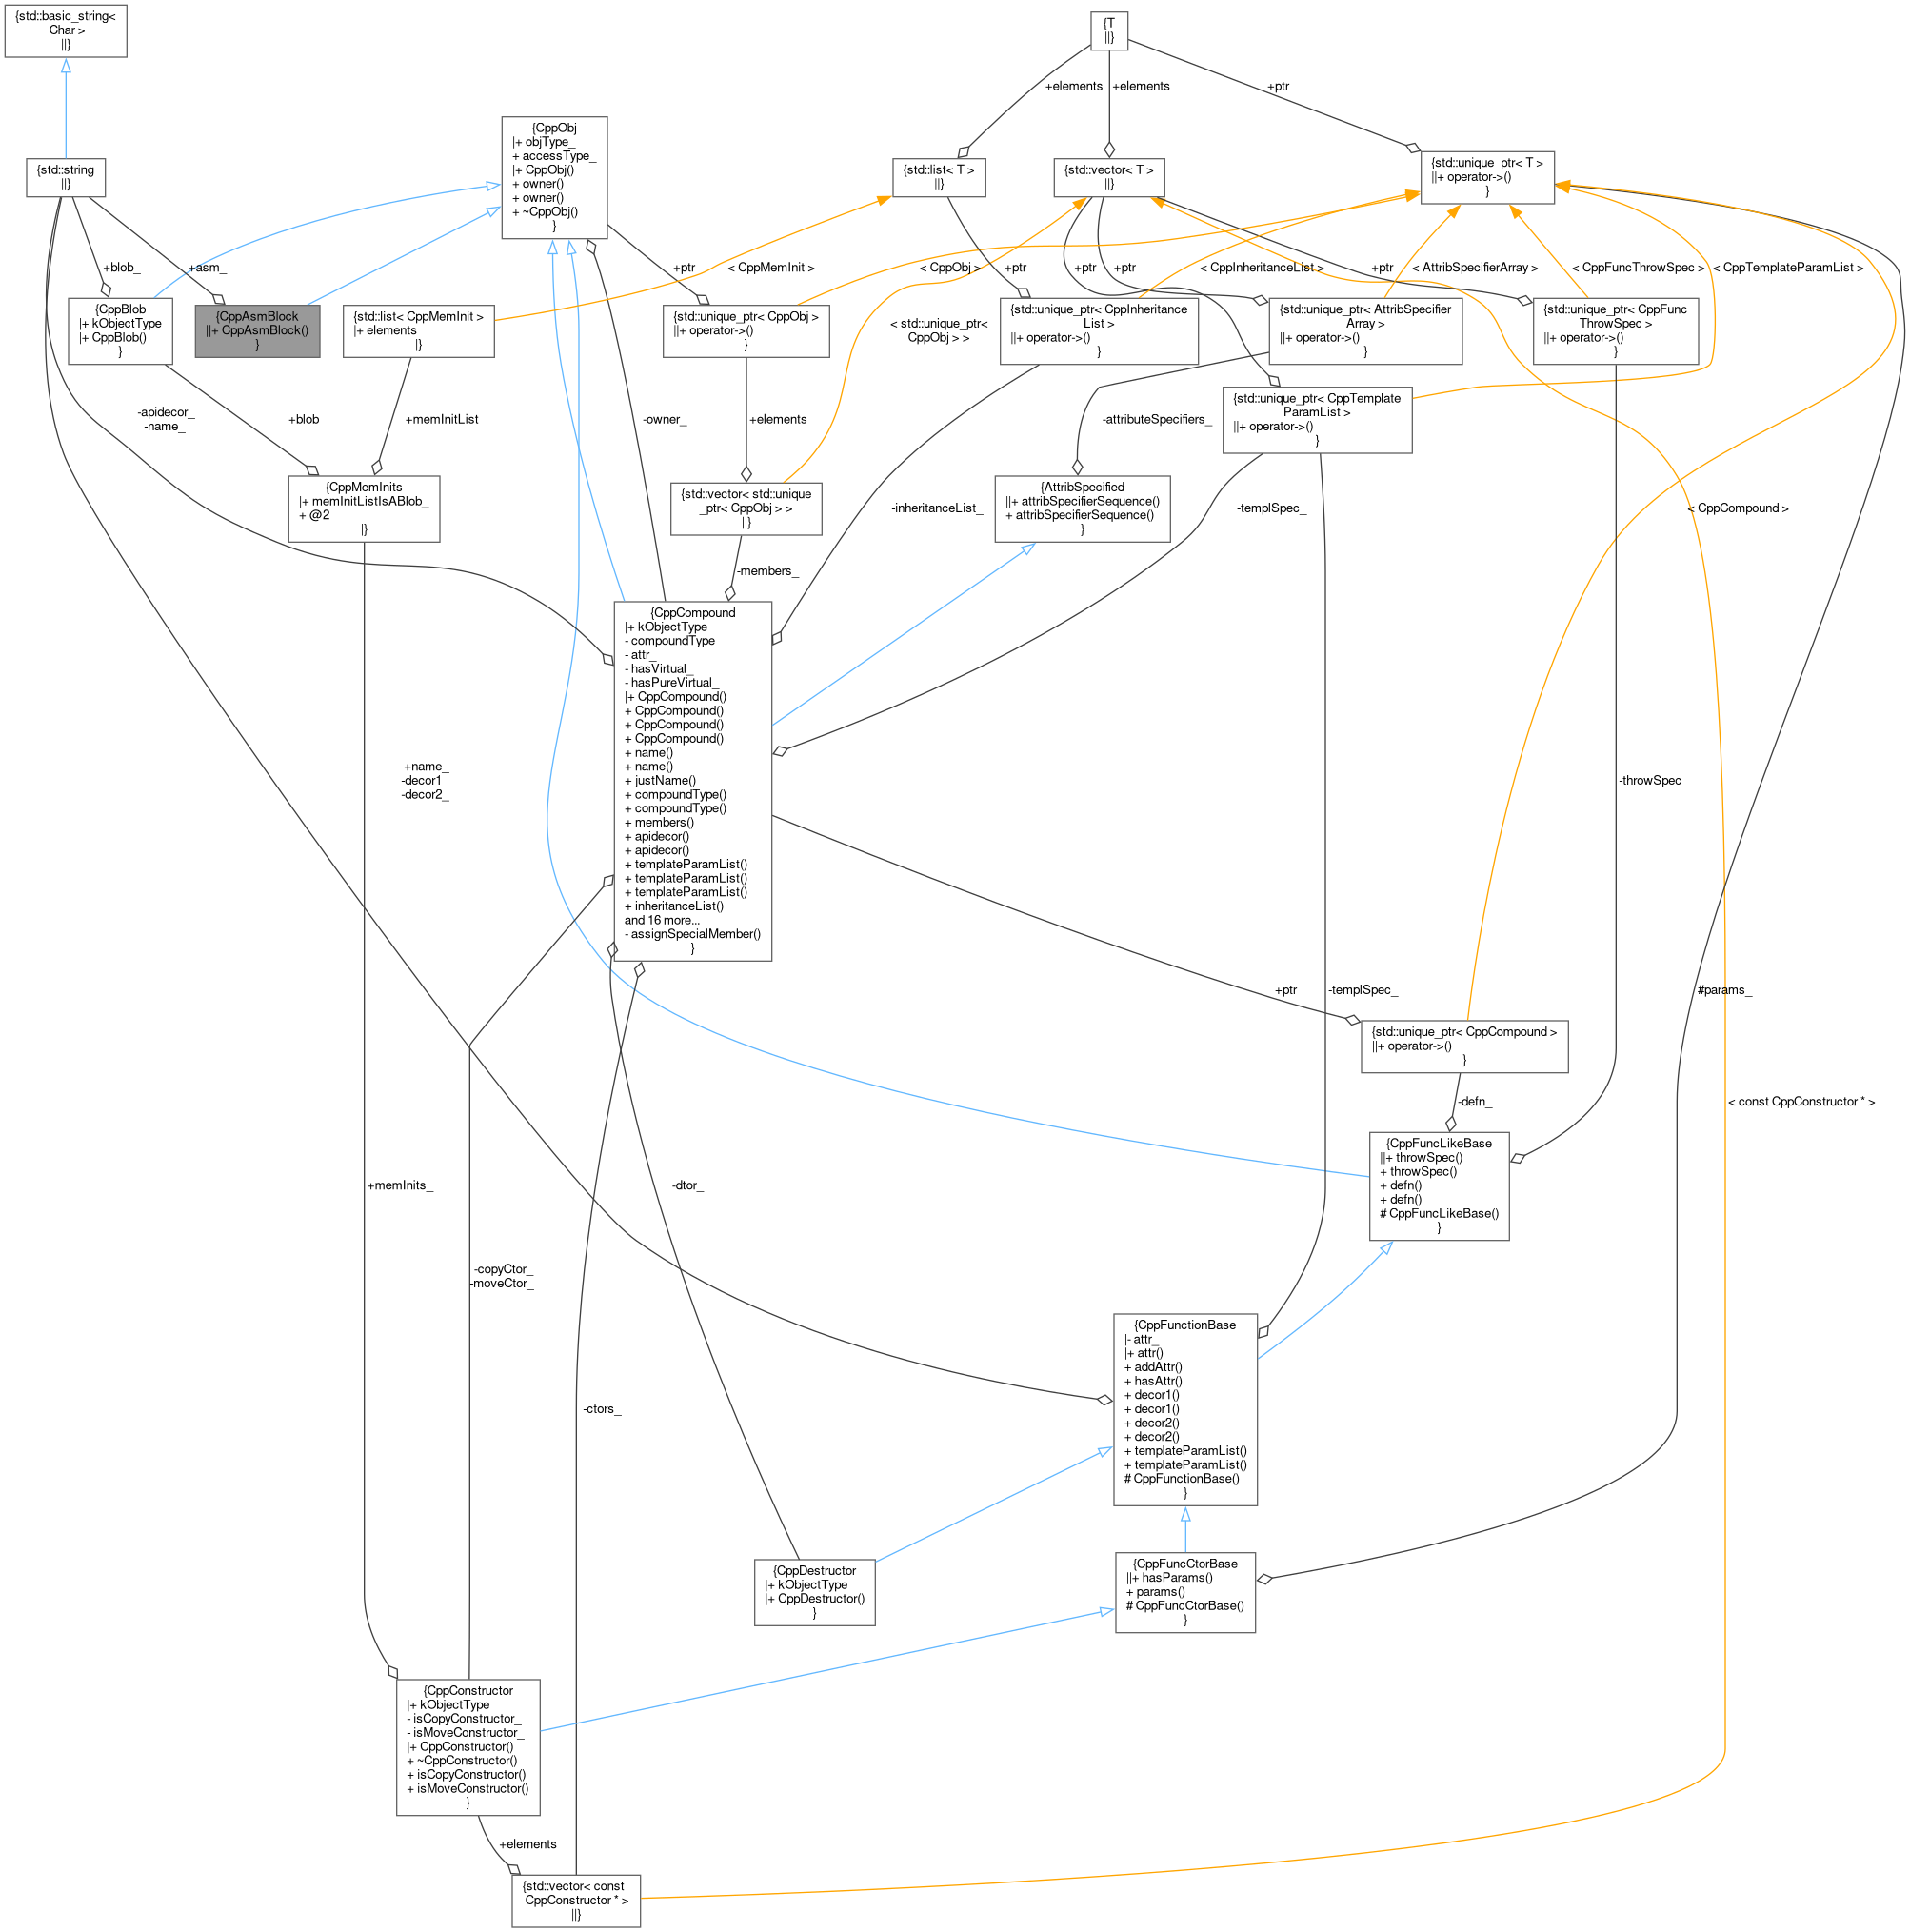 {std::basic_string<
Char >
||}
{T
||}
+elements
+elements
+ptr
{CppObj
|+ objType_
+ accessType_
|+ CppObj()
+ owner()
+ owner()
+ ~CppObj()
}
{std::string
||}
{std::list< T >
||}
{std::vector< T >
||}
{std::unique_ptr< T >
||+ operator->()
}
+blob_
+asm_
+ptr
< CppMemInit >
< CppObj >
+ptr
+ptr
+ptr
< CppInheritanceList >
+ptr
< AttribSpecifierArray >
< CppFuncThrowSpec >
< CppTemplateParamList >
{CppBlob
|+ kObjectType
|+ CppBlob()
}
{CppAsmBlock
||+ CppAsmBlock()
}
{std::list< CppMemInit >
|+ elements
|}
{std::unique_ptr< CppObj >
||+ operator->()
}
< std::unique_ptr<
CppObj > >
{std::unique_ptr< CppInheritance
List >
||+ operator->()
}
{std::unique_ptr< AttribSpecifier
Array >
||+ operator->()
}
{std::unique_ptr< CppFunc
ThrowSpec >
||+ operator->()
}
-apidecor_
-name_
+blob
+memInitList
-owner_
+elements
-attributeSpecifiers_
{std::unique_ptr< CppTemplate
ParamList >
||+ operator->()
}
{CppMemInits
|+ memInitListIsABlob_
+ @2
|}
{std::vector< std::unique
_ptr< CppObj > >
||}
-inheritanceList_
{AttribSpecified
||+ attribSpecifierSequence()
+ attribSpecifierSequence()
}
-templSpec_
< CppCompound >
-members_
{CppCompound
|+ kObjectType
- compoundType_
- attr_
- hasVirtual_
- hasPureVirtual_
|+ CppCompound()
+ CppCompound()
+ CppCompound()
+ CppCompound()
+ name()
+ name()
+ justName()
+ compoundType()
+ compoundType()
+ members()
+ apidecor()
+ apidecor()
+ templateParamList()
+ templateParamList()
+ templateParamList()
+ inheritanceList()
and 16 more...
- assignSpecialMember()
}
+name_
-decor1_
-decor2_
-throwSpec_
+ptr
-templSpec_
#params_
{std::unique_ptr< CppCompound >
||+ operator->()
}
-defn_
< const CppConstructor * >
{CppFuncLikeBase
||+ throwSpec()
+ throwSpec()
+ defn()
+ defn()
# CppFuncLikeBase()
}
+memInits_
-dtor_
-copyCtor_
-moveCtor_
{CppFunctionBase
|- attr_
|+ attr()
+ addAttr()
+ hasAttr()
+ decor1()
+ decor1()
+ decor2()
+ decor2()
+ templateParamList()
+ templateParamList()
# CppFunctionBase()
}
-ctors_
{CppDestructor
|+ kObjectType
|+ CppDestructor()
}
{CppFuncCtorBase
||+ hasParams()
+ params()
# CppFuncCtorBase()
}
{CppConstructor
|+ kObjectType
- isCopyConstructor_
- isMoveConstructor_
|+ CppConstructor()
+ ~CppConstructor()
+ isCopyConstructor()
+ isMoveConstructor()
}
+elements
{std::vector< const
CppConstructor * >
||}